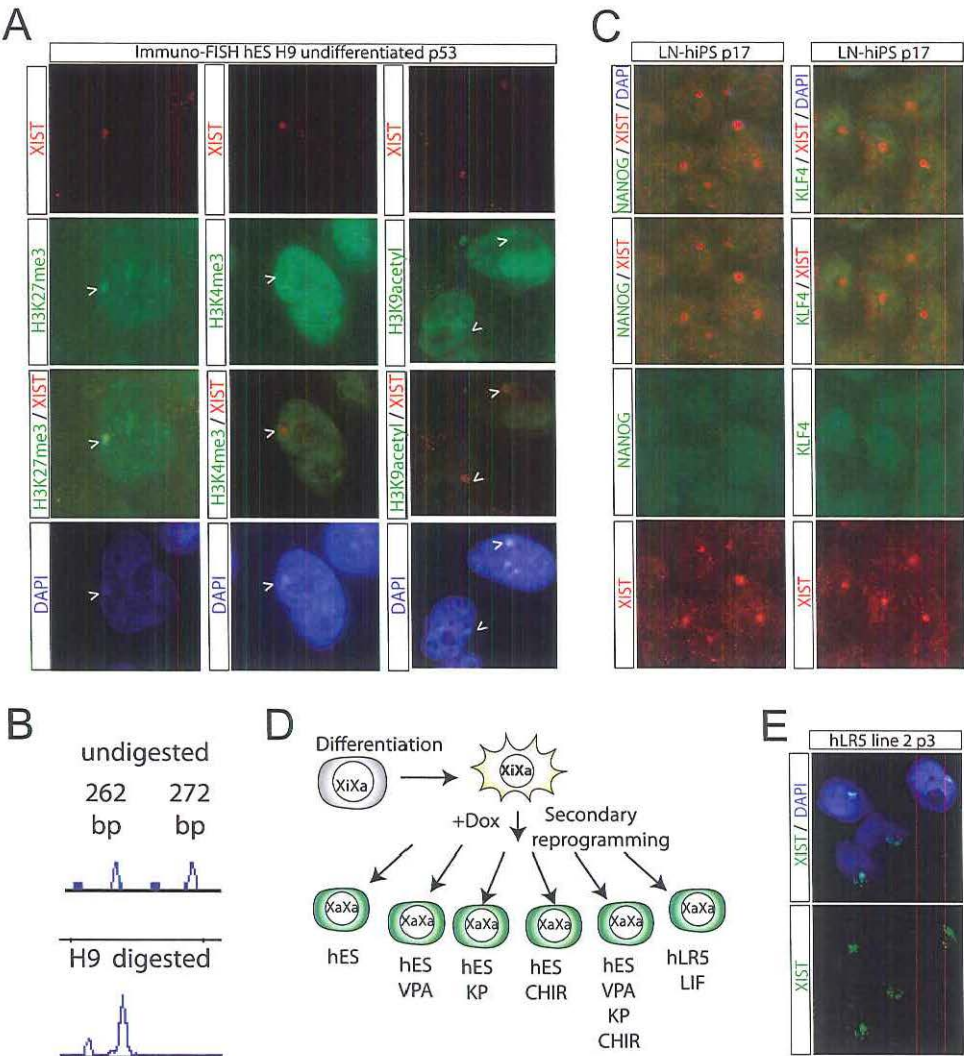 A
Immuno-FISH hES H9 undifferentiated p53
XIST
XIST
XIST
H3K27me3
H3K4me3
H3K9acetyl
H3K27me3 / XIST
H3K4me3 / XIST
H3K9acetyl / XIST
DAPI
DAPI
DAPI
C
LN-hiPS p17
LN-hiPS p17
NANOG / XIST / DAPI
KLF4 / XIST / DAPI
NANOG / XIST
KLF4 / XIST
NANOG
KLF4
XIST
XIST
B
undigested
262 bp
272 bp
H9 digested
D
Differentiation
XiXa
XiXa
+Dox
Secondary
reprogramming
XaXa
XaXa
XaXa
XaXa
XaXa
XaXa
hES
hES
VPA
hES
KP
hES
CHIR
hES
VPA
KP
CHIR
hLR5
LIF
E
hLR5 line 2 p3
XIST / DAPI
XIST